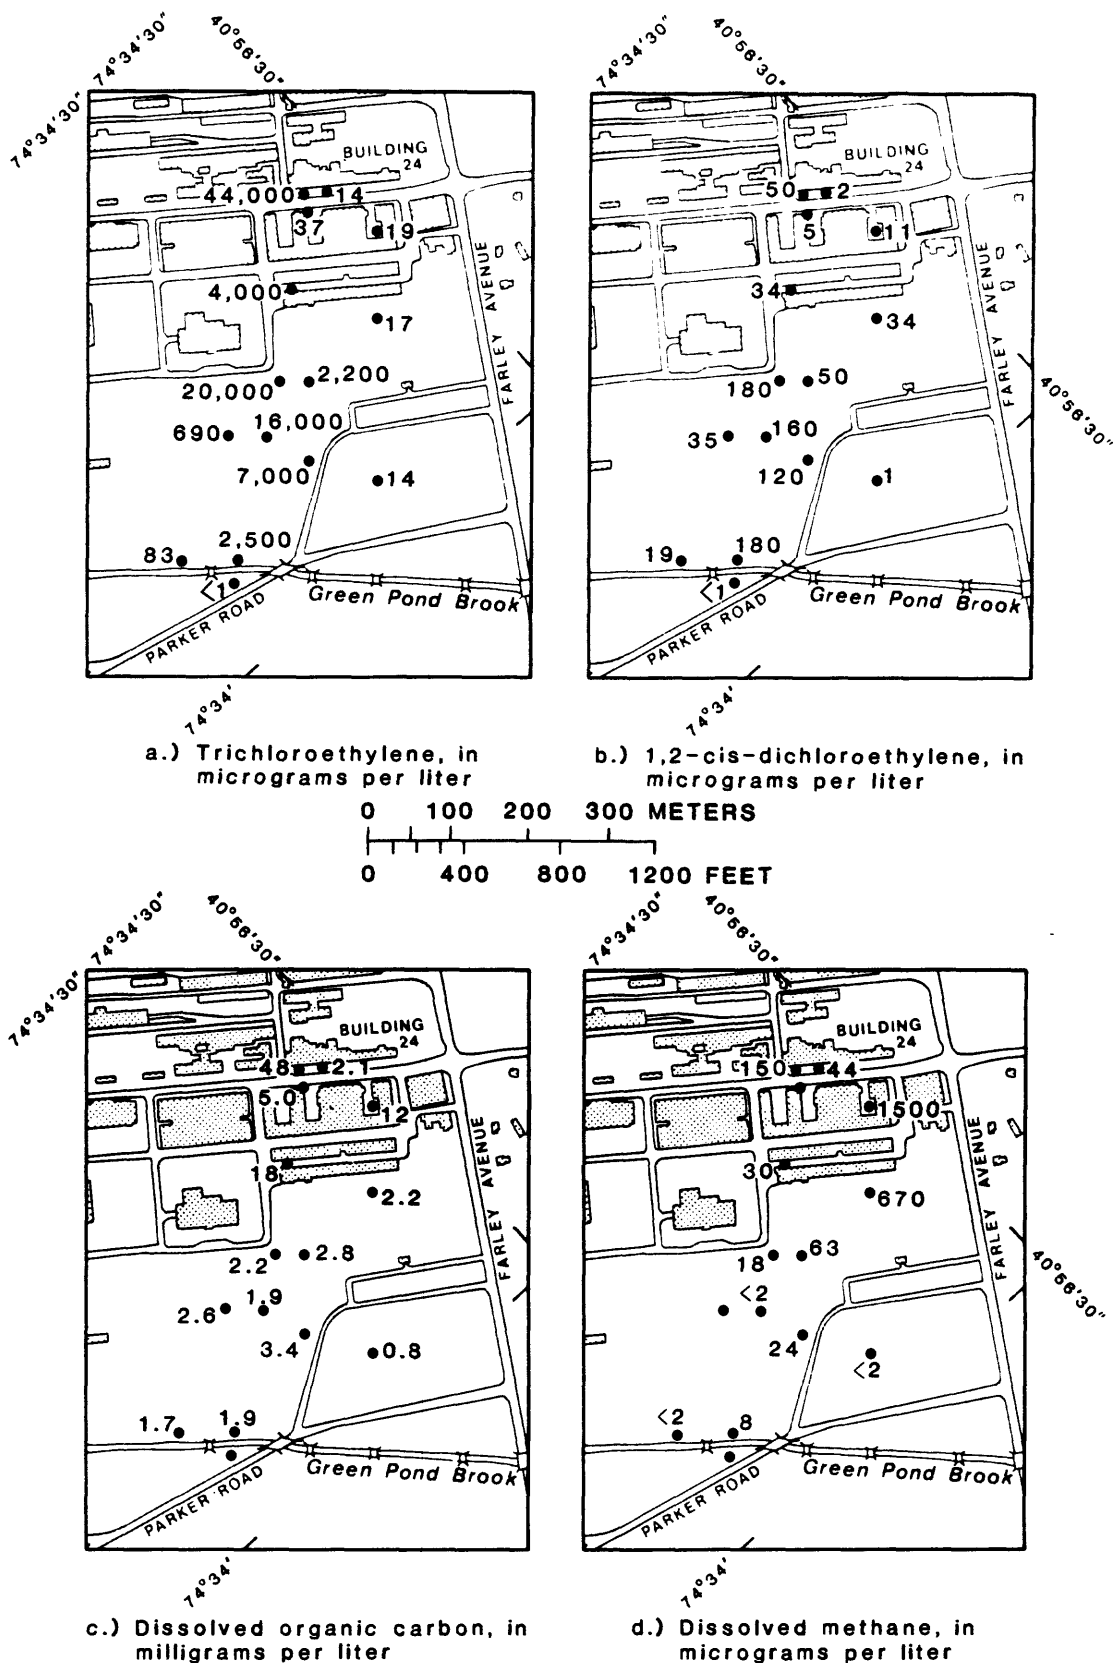 74°34'30" 40°56'30"
74°34'30"
BUILDING
24
44,000 14
37 19
4,000
17
2,200
20,000
16,000
690
7,000
14
83 2,500
<1
Green Pond Brook
PARKER ROAD
FARLEY AVENUE
74°34'
a.) Trichloroethylene, in
micrograms per liter
74°34'30" 40°56'30"
BUILDING
24
50 2
5 11
34
34
180 50
35 160
120
1
19 180
<1
Green Pond Brook
PARKER ROAD
FARLEY AVENUE
40°56'30"
74°34'
b.) 1,2-cis-dichloroethylene, in
micrograms per liter
0 100 200 300 METERS
0 400 800 1200 FEET
74°34'30" 40°56'30"
74°34'30"
BUILDING
24
48 2.1
5.0 12
18
2.2
2.2 2.8
1.9
2.6
3.4
0.8
1.7 1.9
Green Pond Brook
PARKER ROAD
FARLEY AVENUE
74°34'
c.) Dissolved organic carbon, in
milligrams per liter
74°34'30" 40°56'30"
BUILDING
24
150 44
1500
30
670
18 63
<2
24
<2
<2 8
Green Pond Brook
PARKER ROAD
FARLEY AVENUE
40°56'30"
74°34'
d.) Dissolved methane, in
micrograms per liter